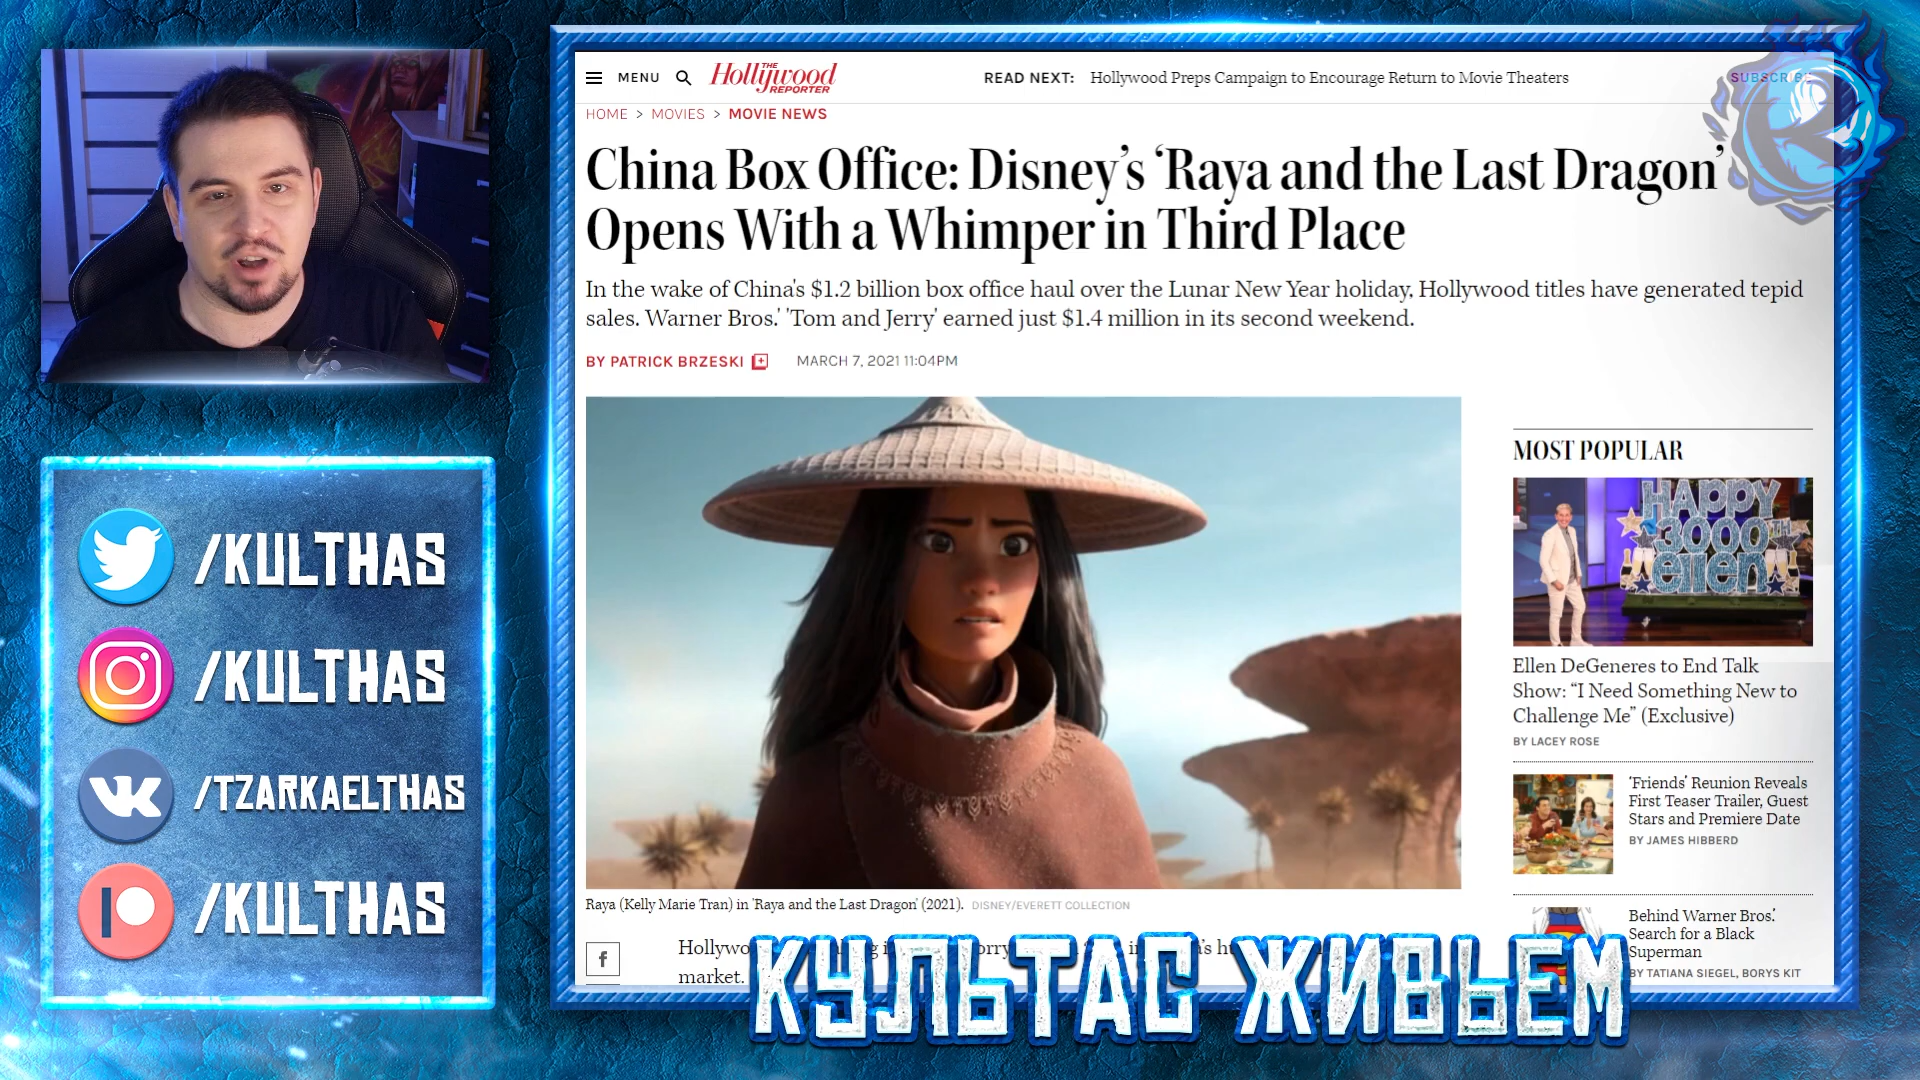 MENU
THE
Hollywood
REPORTER
READ NEXT: Hollywood Preps Campaign to Encourage Return to Movie Theaters
SUBSCRIBE
HOME > MOVIES > MOVIE NEWS
China Box Office: Disney’s ‘Raya and the Last Dragon’
Opens With a Whimper in Third Place
In the wake of China's $1.2 billion box office haul over the Lunar New Year holiday, Hollywood titles have generated tepid
sales. Warner Bros.' 'Tom and Jerry' earned just $1.4 million in its second weekend.
BY PATRICK BRZESKI
MARCH 7, 2021 11:04PM
Raya (Kelly Marie Tran) in 'Raya and the Last Dragon' (2021). DISNEY/EVERETT COLLECTION
market.
MOST POPULAR
HAPPY
3000TH
ellen
Ellen DeGeneres to End Talk
Show: “I Need Something New to
Challenge Me” (Exclusive)
BY LACEY ROSE
‘Friends’ Reunion Reveals
First Teaser Trailer, Guest
Stars and Premiere Date
BY JAMES HIBBERD
Behind Warner Bros.’
Search for a Black
Superman
BY TATIANA SIEGEL, BORYS KIT
/KULTHAS
/KULTHAS
/TZARKAELTHAS
/KULTHAS
КУЛЬТАС ЖИВЬЕМ